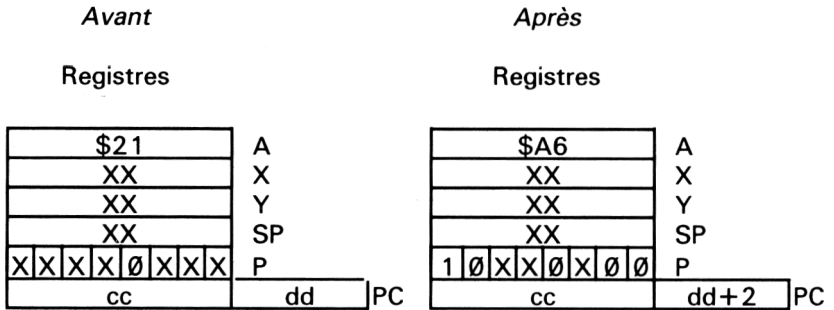 Avant Après
Registres Registres
$21 A $A6 A
XX X XX X
XX Y XX Y
XX SP XX SP
X X X X Ø X X X P 1 Ø X X Ø X Ø Ø P
cc dd PC cc dd+2 PC